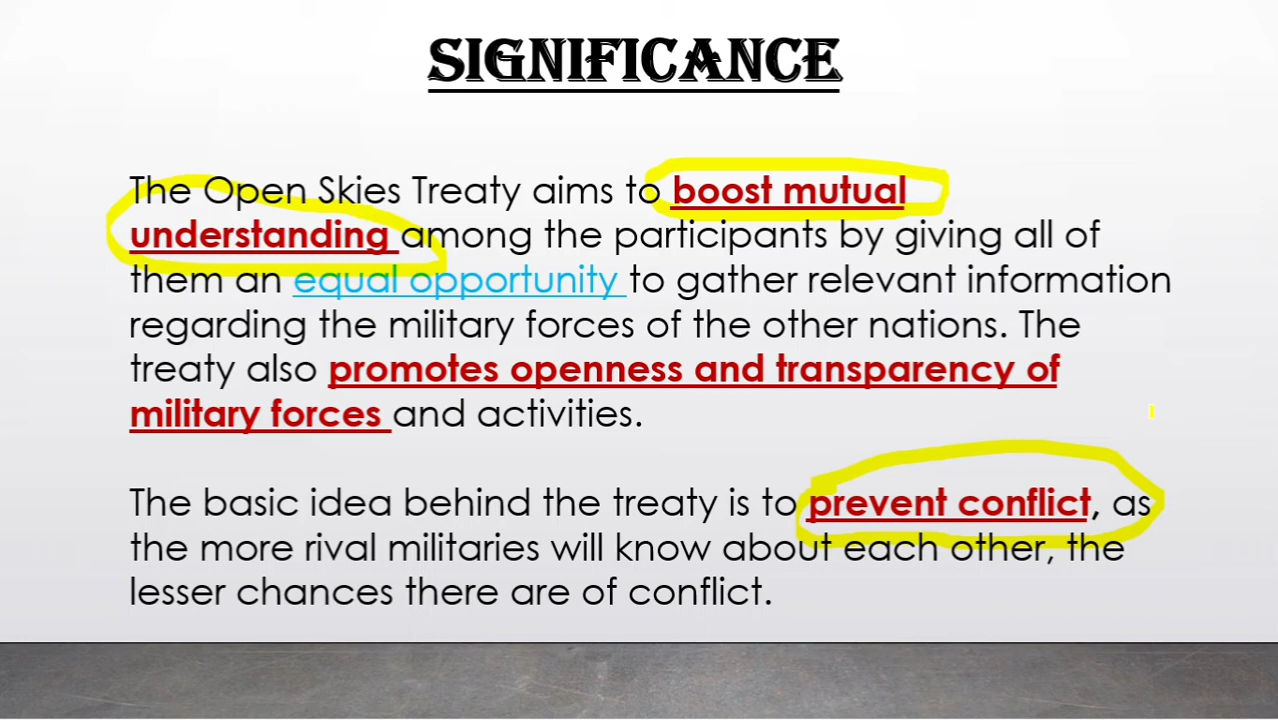 SIGNIFICANCE
The Open Skies Treaty aims to boost mutual
understanding among the participants by giving all of
them an equal opportunity to gather relevant information
regarding the military forces of the other nations. The
treaty also promotes openness and transparency of
military forces and activities.
The basic idea behind the treaty is to prevent conflict, as
the more rival militaries will know about each other, the
lesser chances there are of conflict.